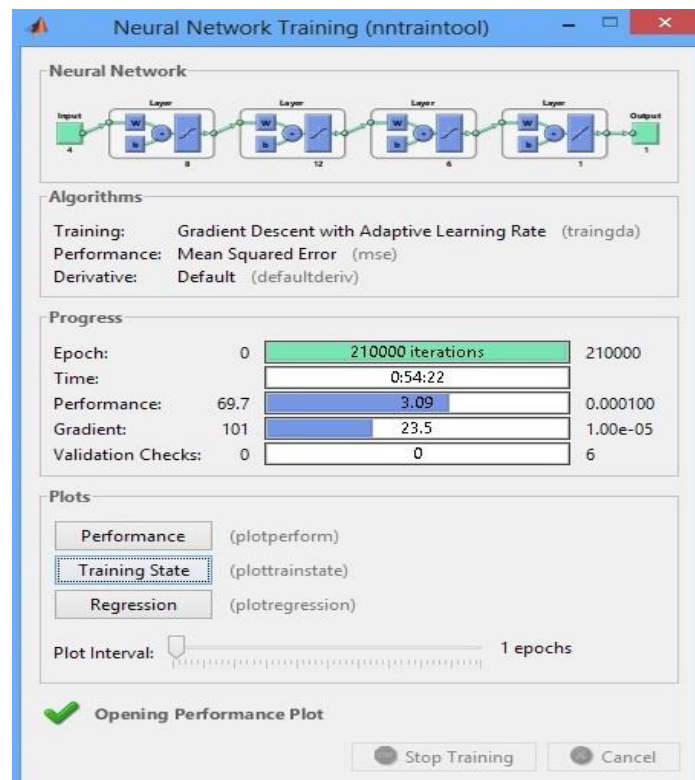 Neural Network Training (nntraintool)
Neural Network
Input
4
Layer
W
b
+
8
Layer
W
b
+
12
Layer
W
b
+
6
Layer
W
b
+
1
Output
1
Algorithms
Training: Gradient Descent with Adaptive Learning Rate (traingda)
Performance: Mean Squared Error (mse)
Derivative: Default (defaultderiv)
Progress
Epoch: 0 210000 iterations 210000
Time: 0:54:22
Performance: 69.7 3.09 0.000100
Gradient: 101 23.5 1.00e-05
Validation Checks: 0 0 6
Plots
Performance (plotperform)
Training State (plottrainstate)
Regression (plotregression)
Plot Interval: 1 epochs
Opening Performance Plot
Stop Training Cancel